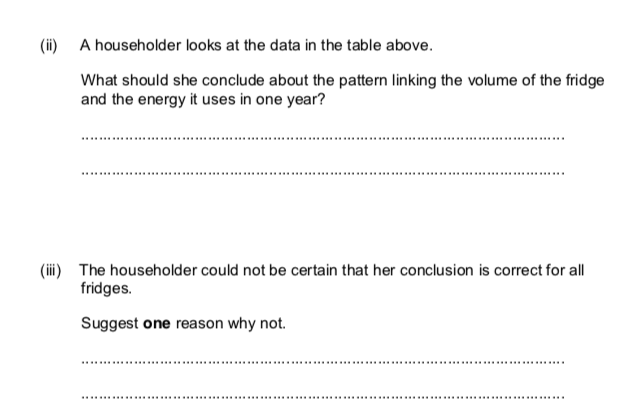 (ii) A householder looks at the data in the table above.
What should she conclude about the pattern linking the volume of the fridge
and the energy it uses in one year?
(iii) The householder could not be certain that her conclusion is correct for all
fridges.
Suggest one reason why not.